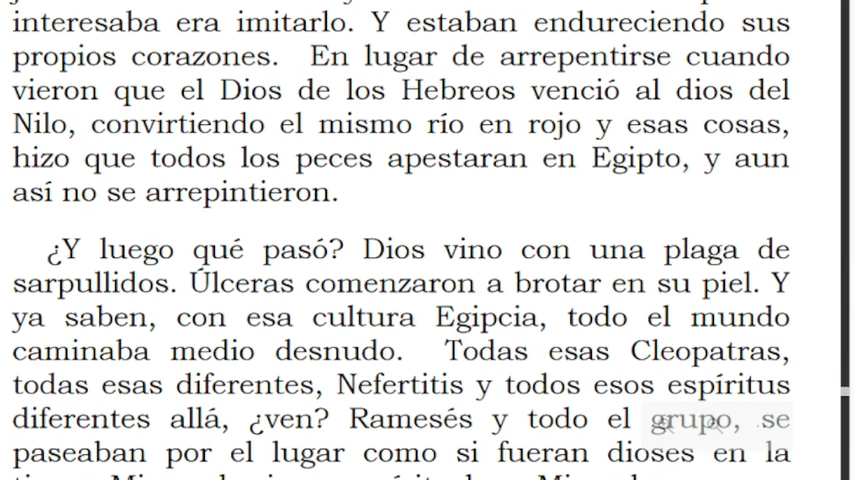 interesaba era imitarlo. Y estaban endureciendo sus
propios corazones. En lugar de arrepentirse cuando
vieron que el Dios de los Hebreos venció al dios del
Nilo, convirtiendo el mismo río en rojo y esas cosas,
hizo que todos los peces apestaran en Egipto, y aun
así no se arrepintieron.
¿Y luego qué pasó? Dios vino con una plaga de
sarpullidos. Úlceras comenzaron a brotar en su piel. Y
ya saben, con esa cultura Egipcia, todo el mundo
caminaba medio desnudo. Todas esas Cleopatras,
todas esas diferentes, Nefertitis y todos esos espíritus
diferentes allá, ¿ven? Ramesés y todo el grupo, se
paseaban por el lugar como si fueran dioses en la